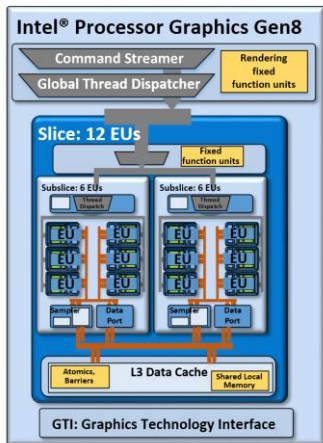 Intel® Processor Graphics Gen8
Command Streamer
Global Thread Dispatcher
Rendering
fixed
function units
Slice: 12 EUs
Fixed
function units
Subslice: 6 EUs
Thread
Dispatch
EU EU
EU EU
EU EU
Sampler
Data
Port
Subslice: 6 EUs
Thread
Dispatch
EU EU
EU EU
EU EU
Sampler
Data
Port
Atomics,
Barriers
L3 Data Cache
Shared Local
Memory
GTI: Graphics Technology Interface